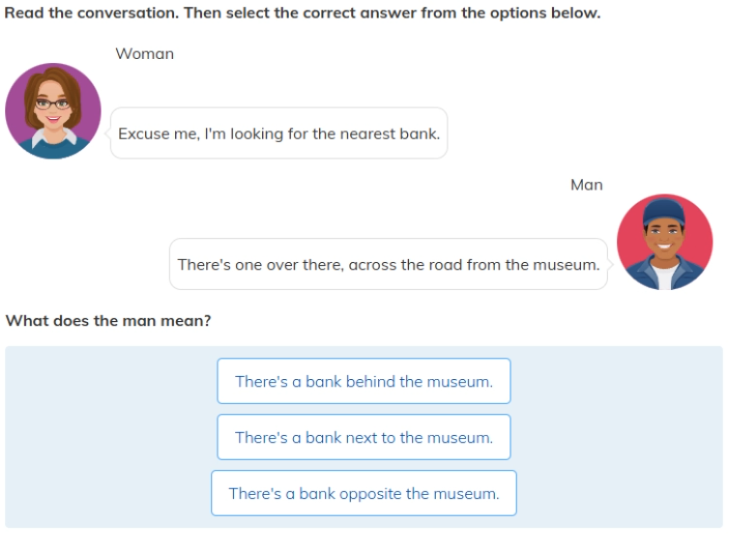 Read the conversation. Then select the correct answer from the options below.
Woman
Excuse me, I'm looking for the nearest bank.
Man
There's one over there, across the road from the museum.
What does the man mean?
There's a bank behind the museum.
There's a bank next to the museum.
There's a bank opposite the museum.